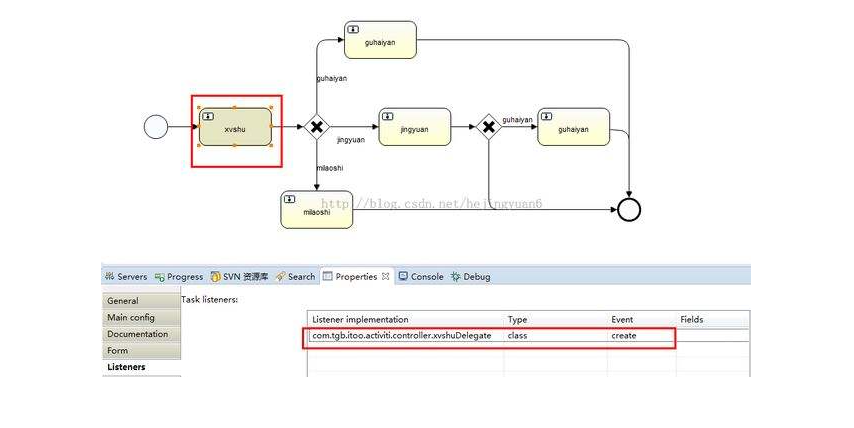 guhaiyan
guhaiyan
xvshu
jingyuan
guhaiyan
guhaiyan
jingyuan
milaoshi
milaoshi
http://blog.csdn.net/hejingyuan6
Servers Progress SVN 资源库 Search Properties Console Debug
General
Task listeners:
Main config
Documentation
Form
Listeners
Listener implementation Type Event Fields
com.tgb.itoo.activiti.controller.xvshuDelegate class create